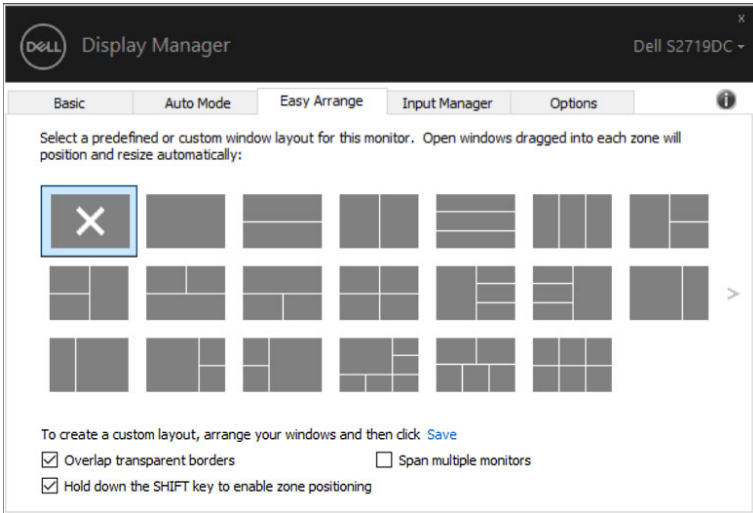 x
DELL Display Manager Dell S2719DC
Basic Auto Mode Easy Arrange Input Manager Options i
Select a predefined or custom window layout for this monitor. Open windows dragged into each zone will
position and resize automatically:
>
To create a custom layout, arrange your windows and then click Save
Overlap transparent borders Span multiple monitors
Hold down the SHIFT key to enable zone positioning